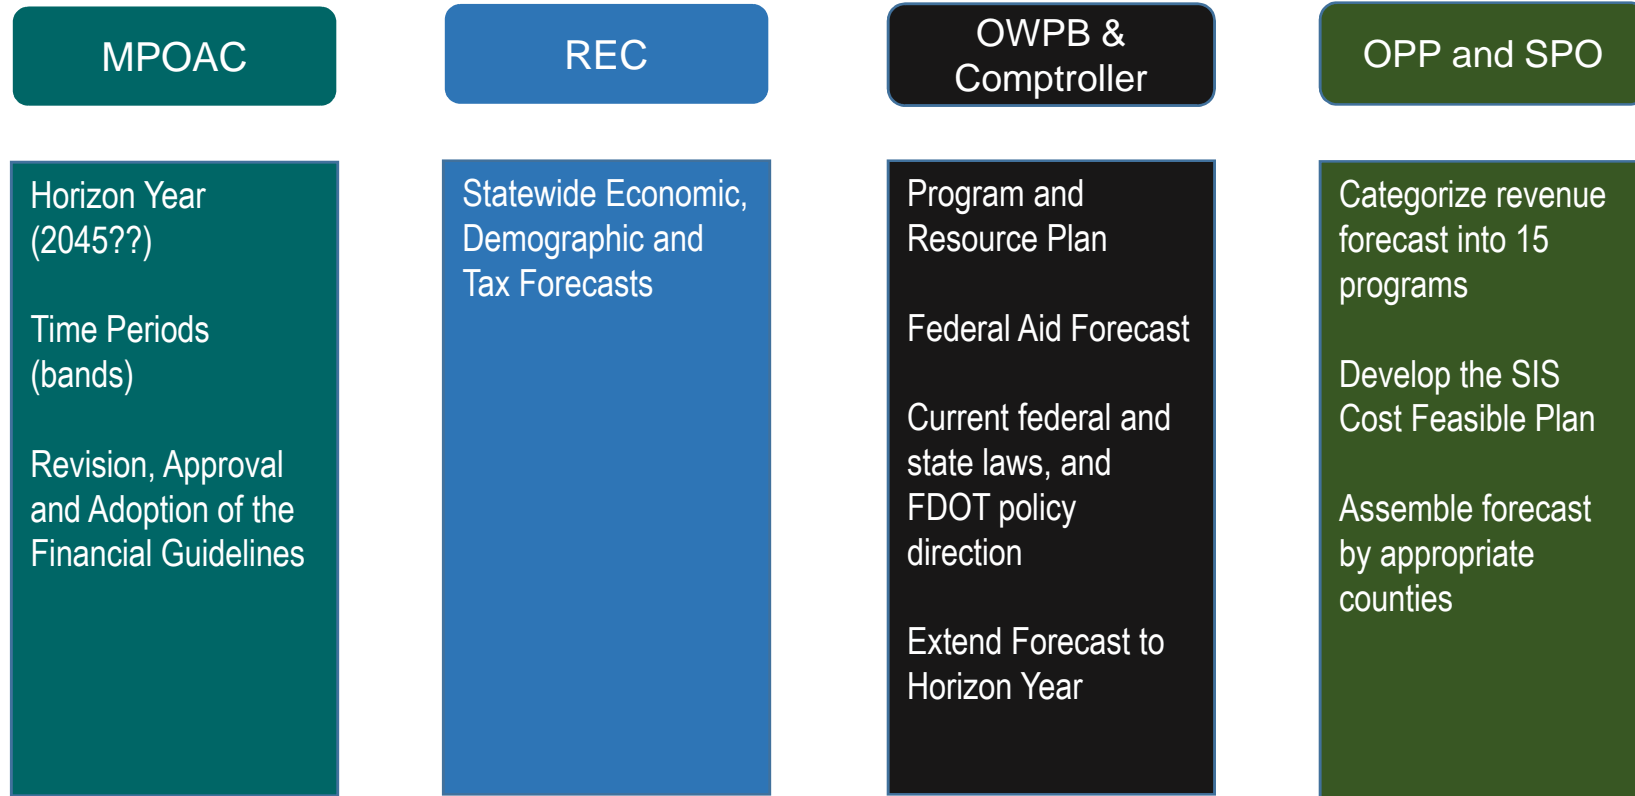 MPOAC
Horizon Year
(2045??)
Time Periods
(bands)
Revision, Approval
and Adoption of the
Financial Guidelines
REC
Statewide Economic,
Demographic and
Tax Forecasts
OWPB &
Comptroller
Program and
Resource Plan
Federal Aid Forecast
Current federal and
state laws, and
FDOT policy
direction
Extend Forecast to
Horizon Year
OPP and SPO
Categorize revenue
forecast into 15
programs
Develop the SIS
Cost Feasible Plan
Assemble forecast
by appropriate
counties